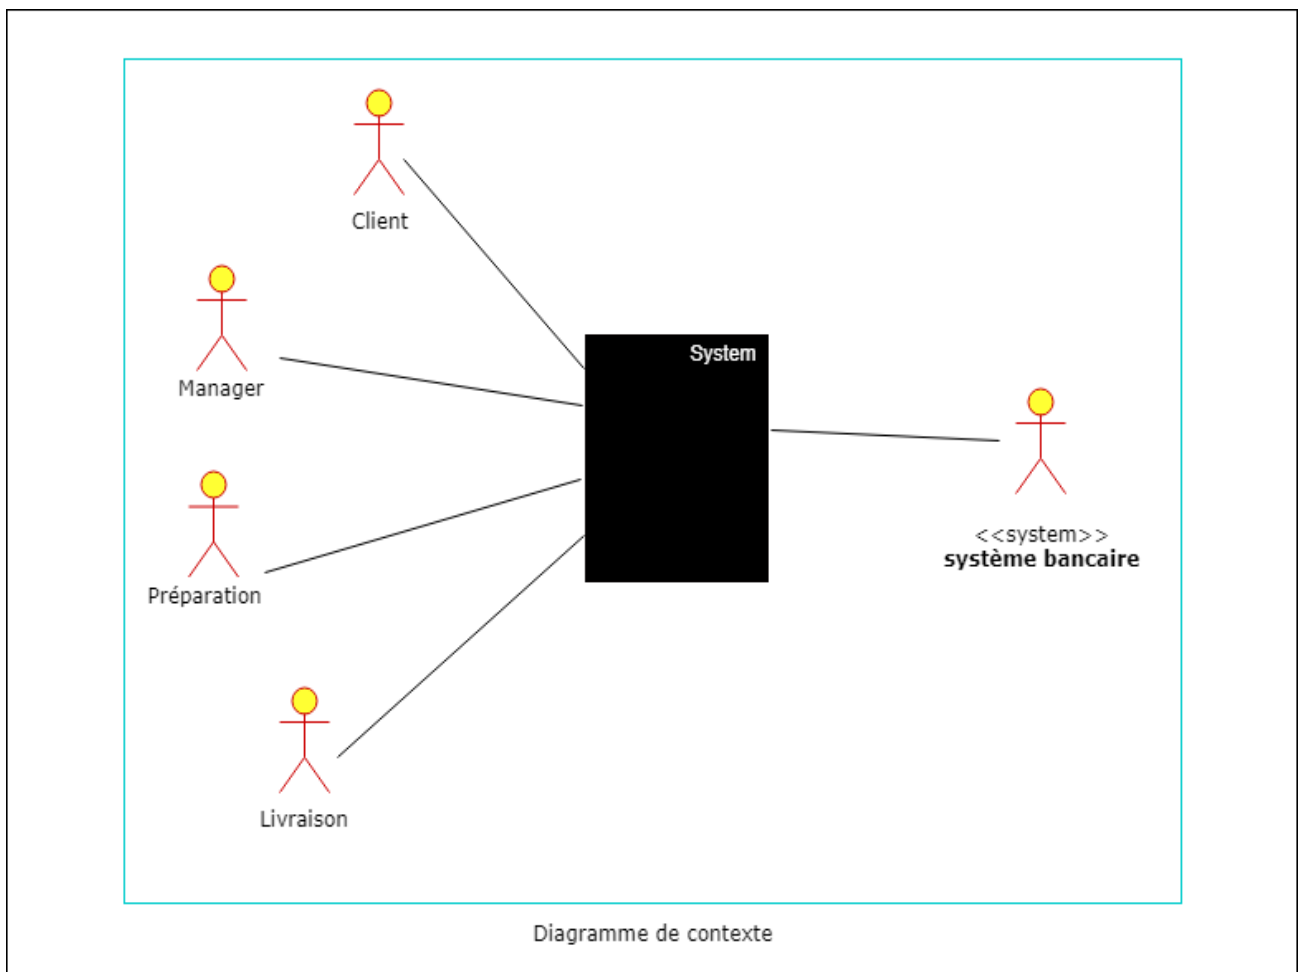 Client
System
Manager
<<system>>
système bancaire
Préparation
Livraison
Diagramme de contexte